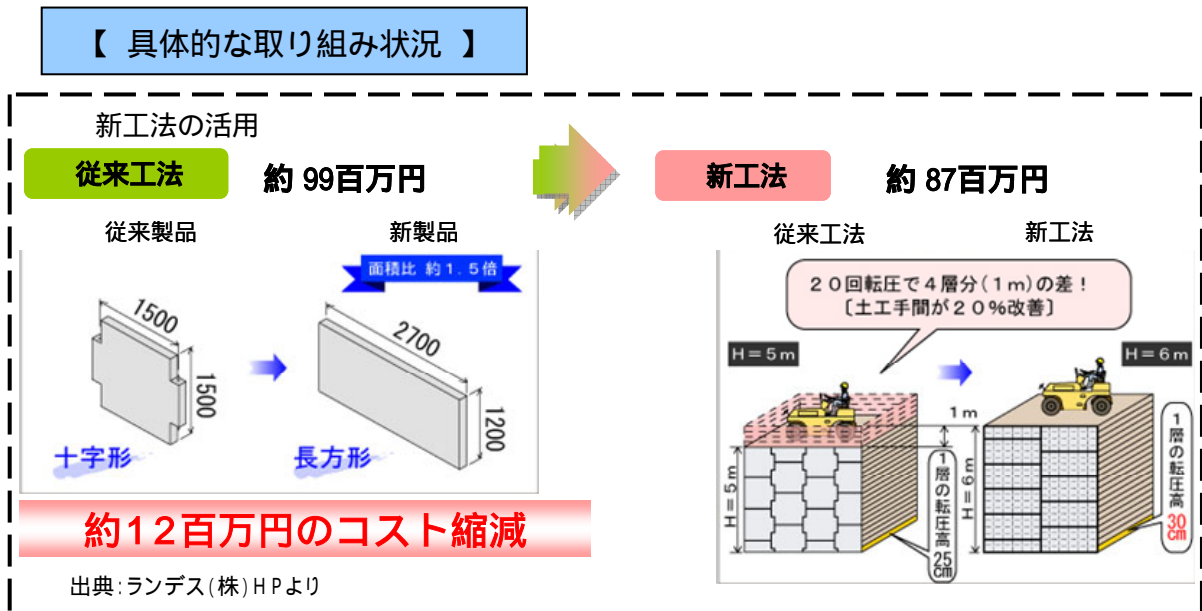 【 具体的な取り組み状況 】
新工法の活用
従来工法
約 99百万円
新工法
約 87百万円
従来製品
新製品
面積比 約1.5倍
1500
1500
十字形
2700
1200
長方形
約12百万円のコスト縮減
出典:ランデス(株)HPより
従来工法
新工法
20回転圧で4層分(1m)の差!
〔土工手間が20%改善〕
H=5m
H=6m
1m
H=5m
1層の転圧高 25cm
H=6m
1層の転圧高 30cm